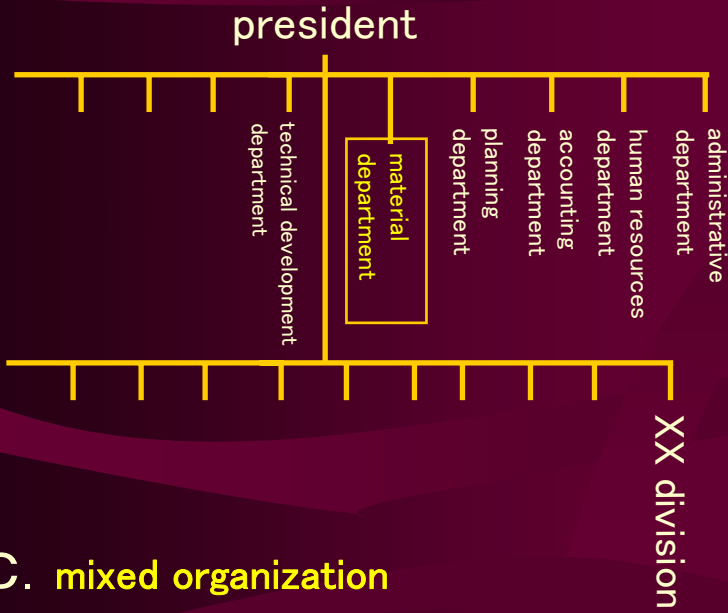 president
technical development
department
material
department
planning
department
accounting
department
human resources
department
administrative
department
XX division
C. mixed organization